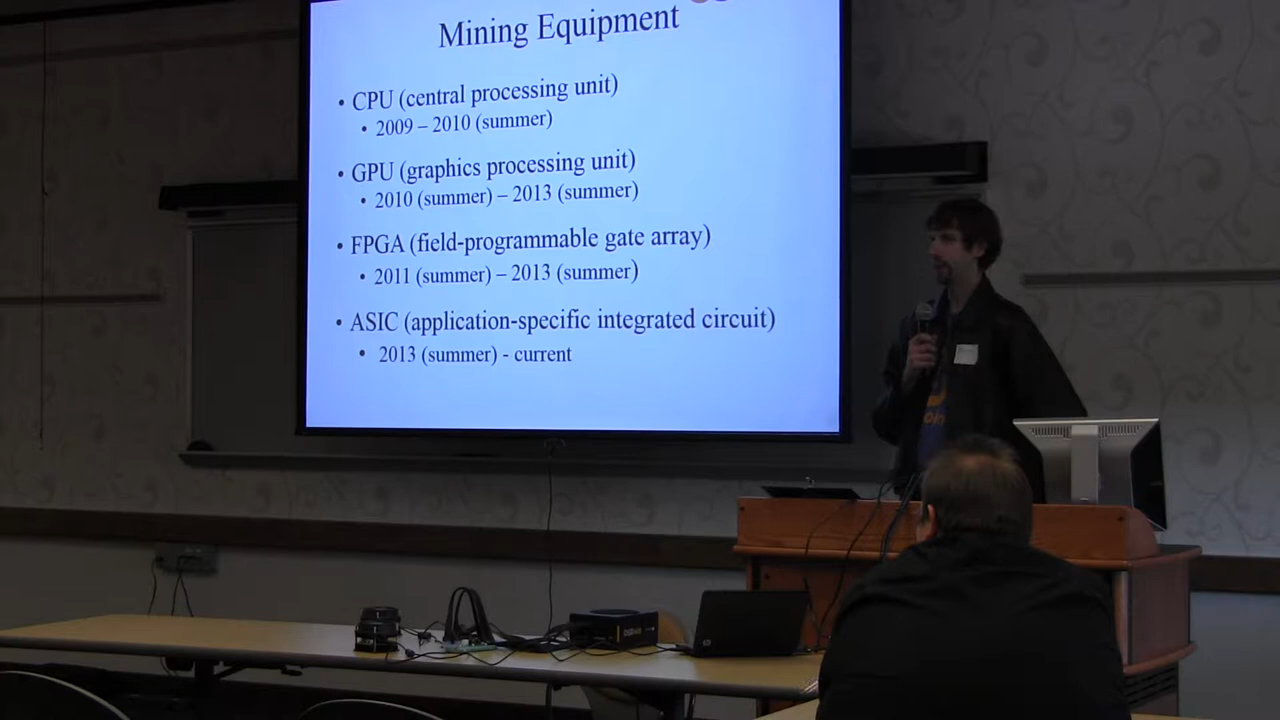 Mining Equipment
• CPU (central processing unit)
• 2009 – 2010 (summer)
• GPU (graphics processing unit)
• 2010 (summer) – 2013 (summer)
• FPGA (field-programmable gate array)
• 2011 (summer) – 2013 (summer)
• ASIC (application-specific integrated circuit)
• 2013 (summer) - current